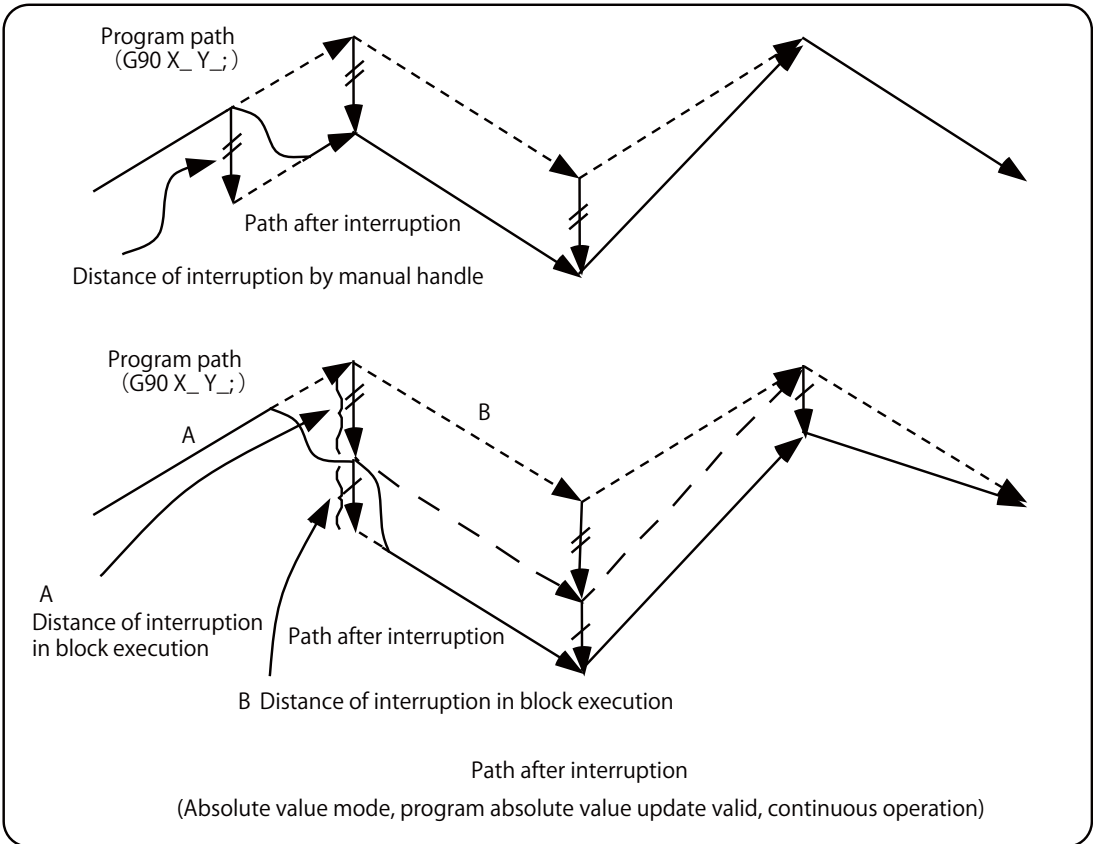 Program path
(G90 X_ Y_;)
Path after interruption
Distance of interruption by manual handle
Program path
(G90 X_ Y_;)
A
B
A
Distance of interruption
in block execution
Path after interruption
B Distance of interruption in block execution
Path after interruption
(Absolute value mode, program absolute value update valid, continuous operation)